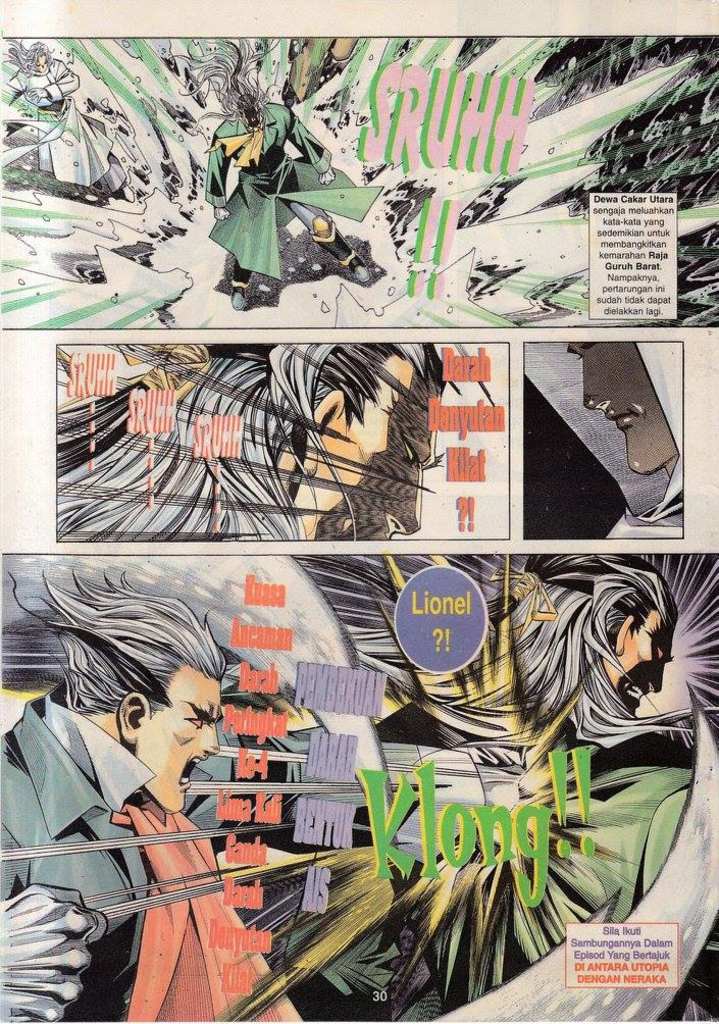 SRUHH
!!
Dewa Cakar Utara
sengaja meluahkan
kata-kata yang
sedemikian untuk
membangkitkan
kemarahan Raja
Guruh Barat.
Nampaknya,
pertarungan ini
sudah tidak dapat
dielakkan lagi.
SRUHH
SRUHH
SRUHH
Darah
Denyutan
Kilat
?!
Kuasa
Ancaman
Darah
Peringkat
Ke-4
Lima Kali
Ganda
Darah
Denyutan
Kilat
Lionel
?!
BENTUK
Klong!!
Sila Ikuti
Sambungannya Dalam
Episod Yang Bertajuk
DI ANTARA UTOPIA
DENGAN NERAKA
30